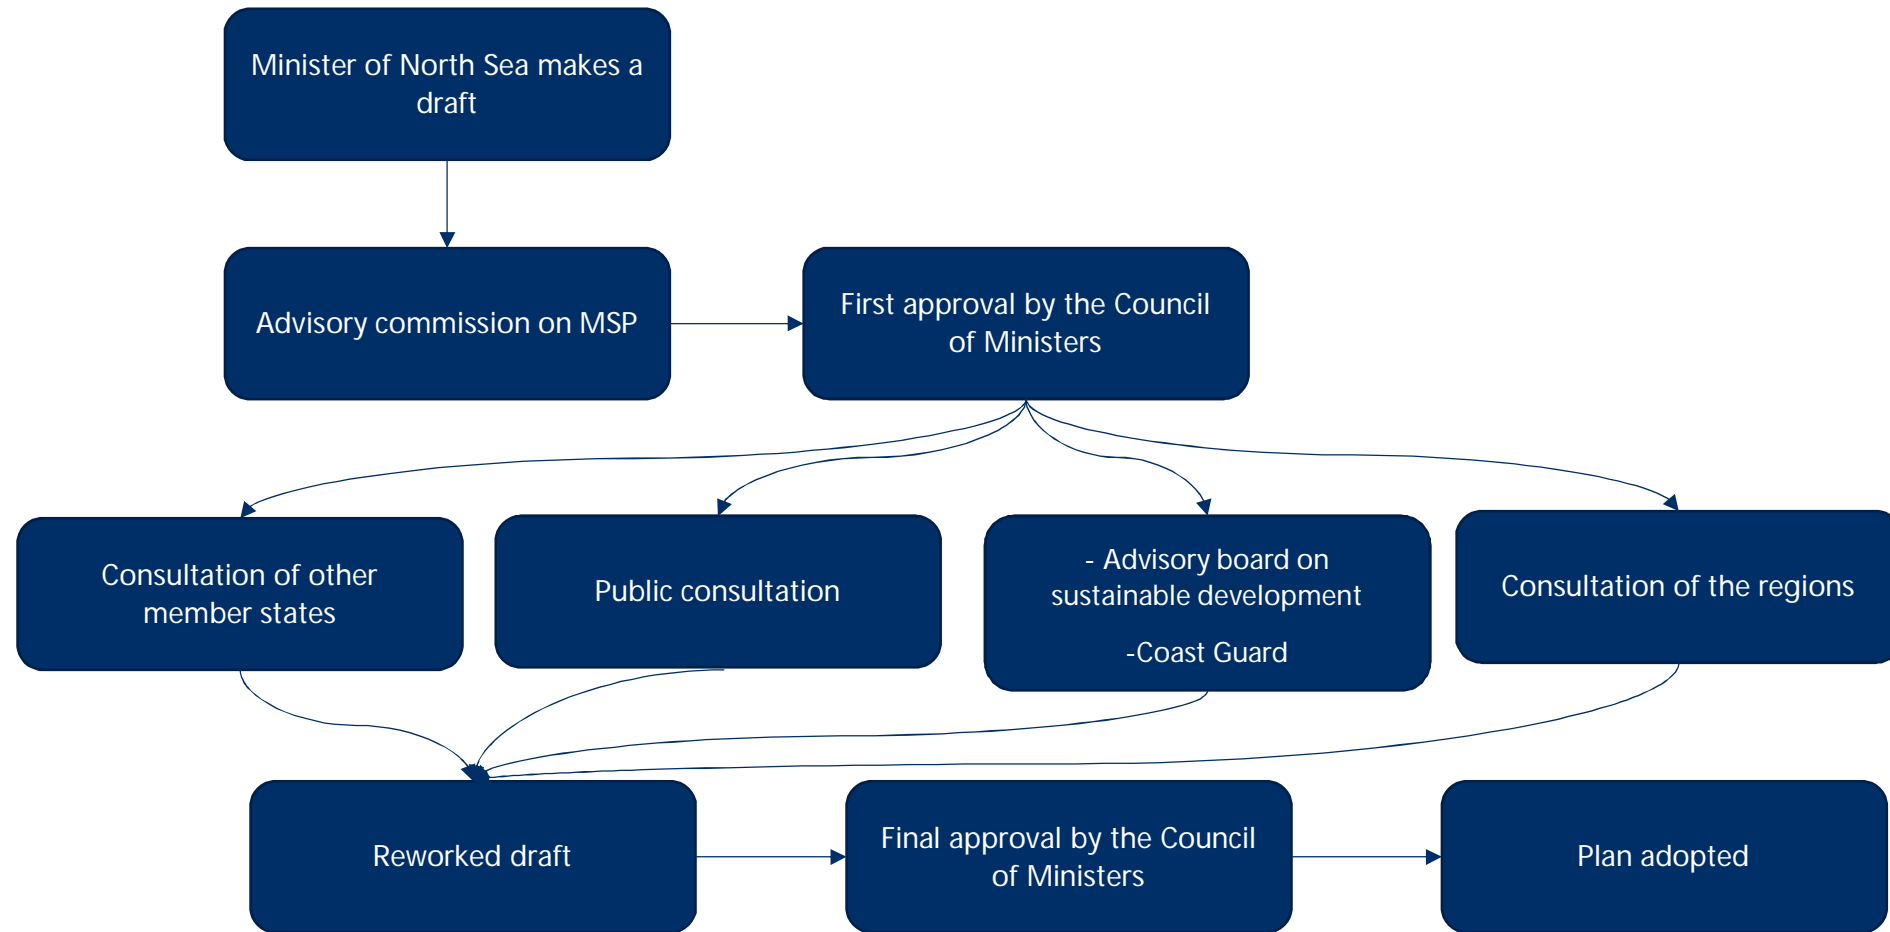 Minister of North Sea makes a
draft
Advisory commission on MSP
First approval by the Council
of Ministers
Consultation of other
member states
Public consultation
- Advisory board on
sustainable development
-Coast Guard
Consultation of the regions
Reworked draft
Final approval by the Council
of Ministers
Plan adopted